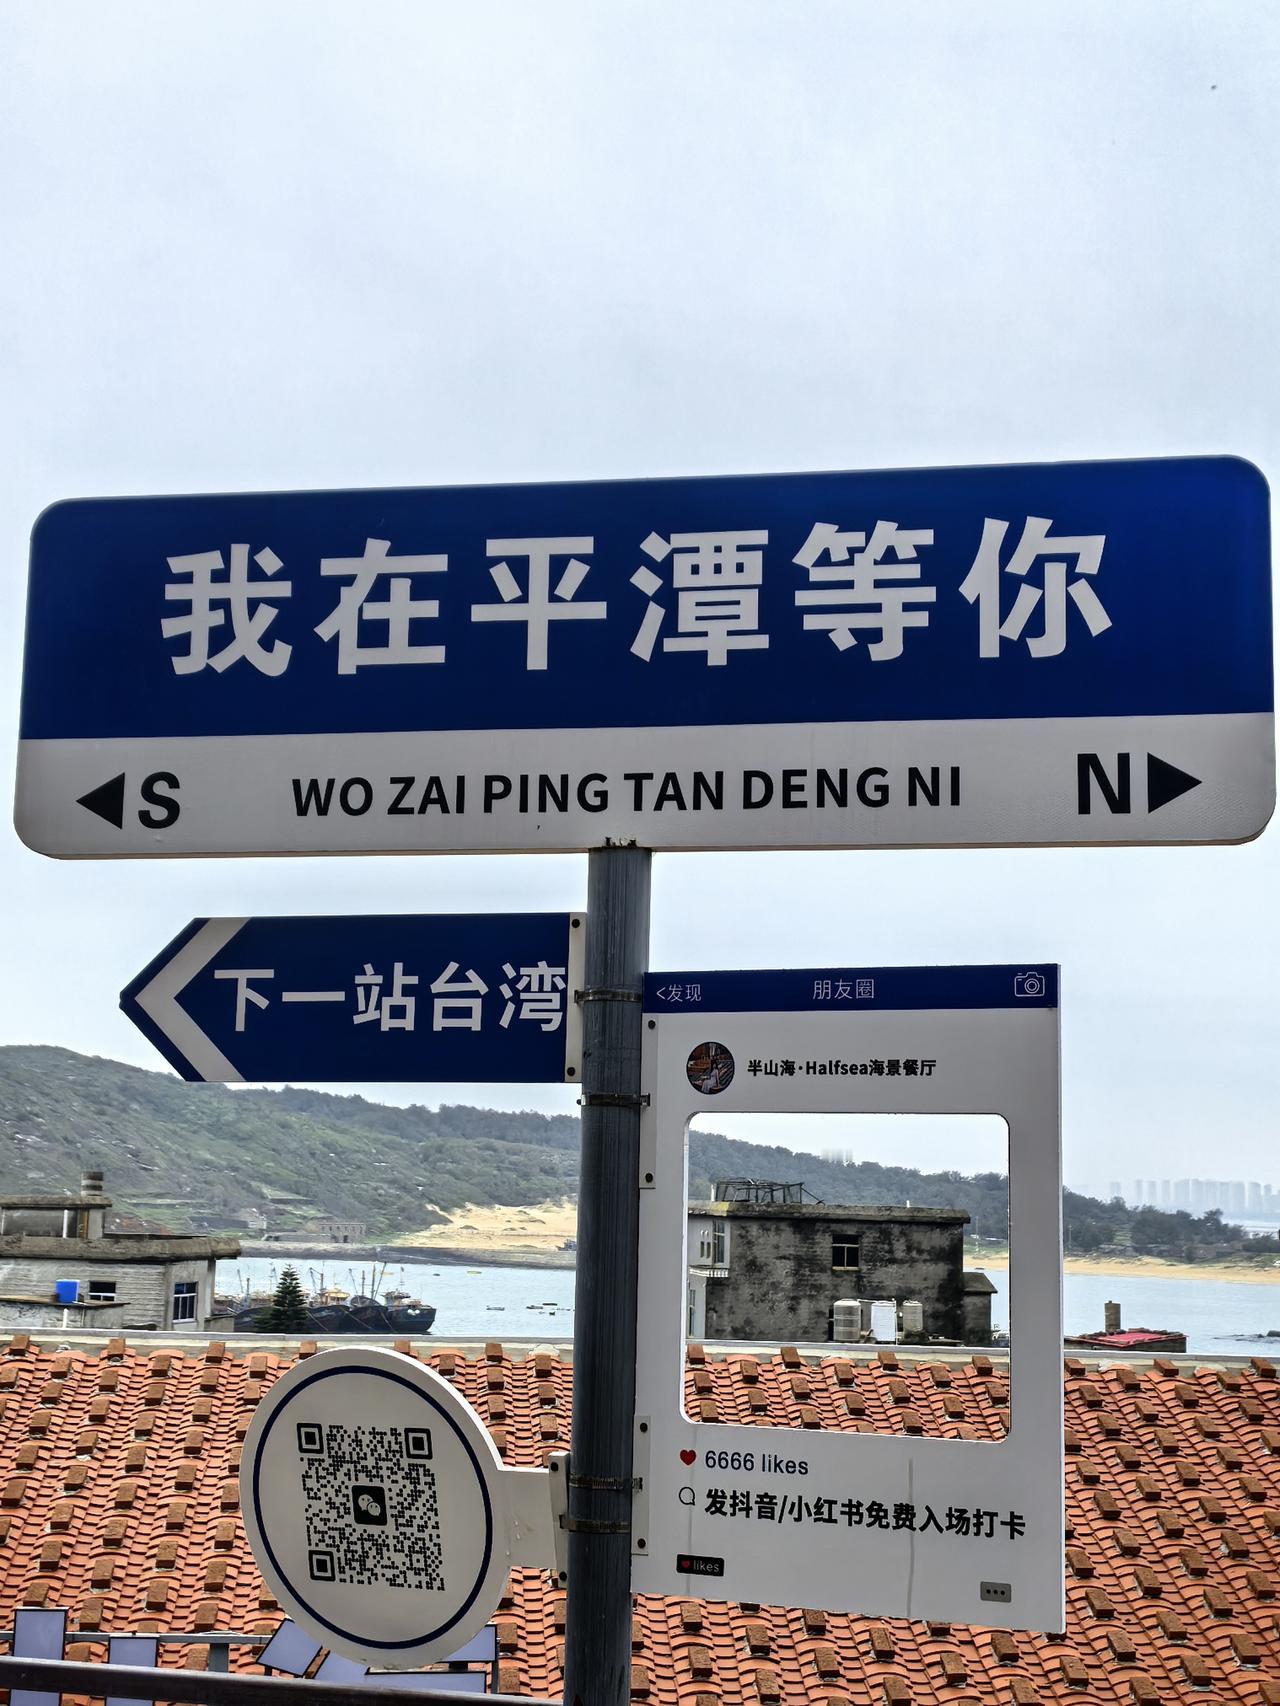 我在平潭等你
S WO ZAI PING TAN DENG NI N
下一站台湾
<发现 朋友圈
半山海·Halfsea海景餐厅
6666 likes
发抖音/小红书免费入场打卡
likes